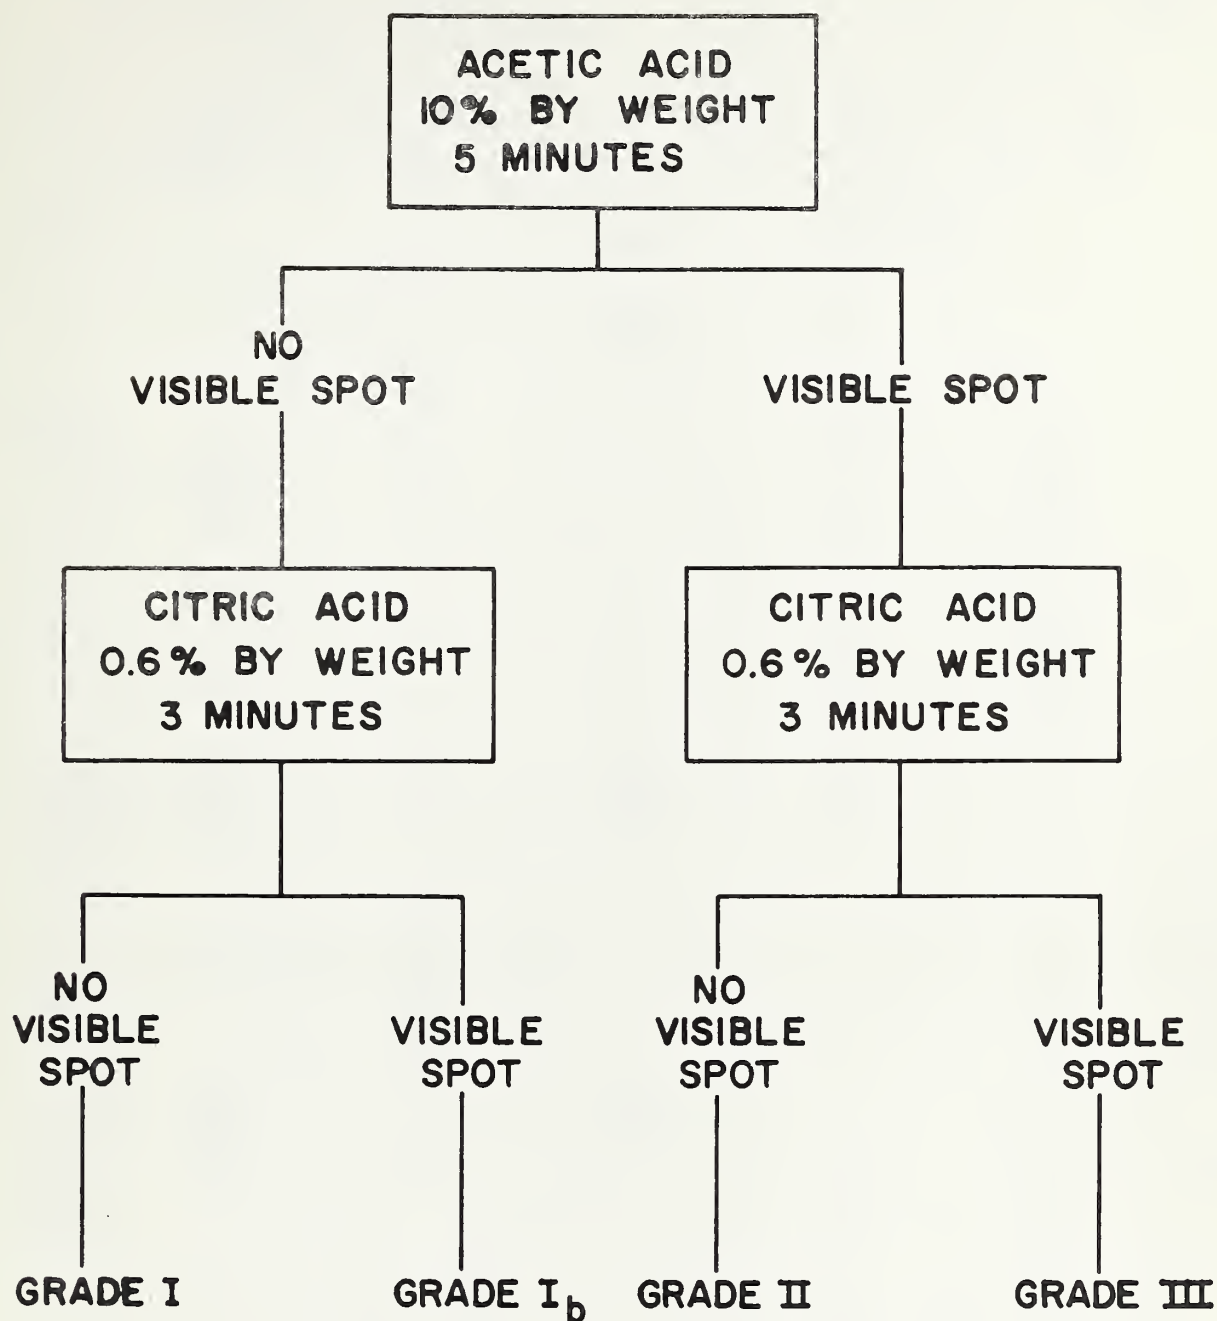 ACETIC ACID
10% BY WEIGHT
5 MINUTES
NO
VISIBLE SPOT
VISIBLE SPOT
CITRIC ACID
0.6% BY WEIGHT
3 MINUTES
CITRIC ACID
0.6% BY WEIGHT
3 MINUTES
NO
VISIBLE
SPOT
VISIBLE
SPOT
NO
VISIBLE
SPOT
VISIBLE
SPOT
GRADE I
GRADE I_b
GRADE II
GRADE III